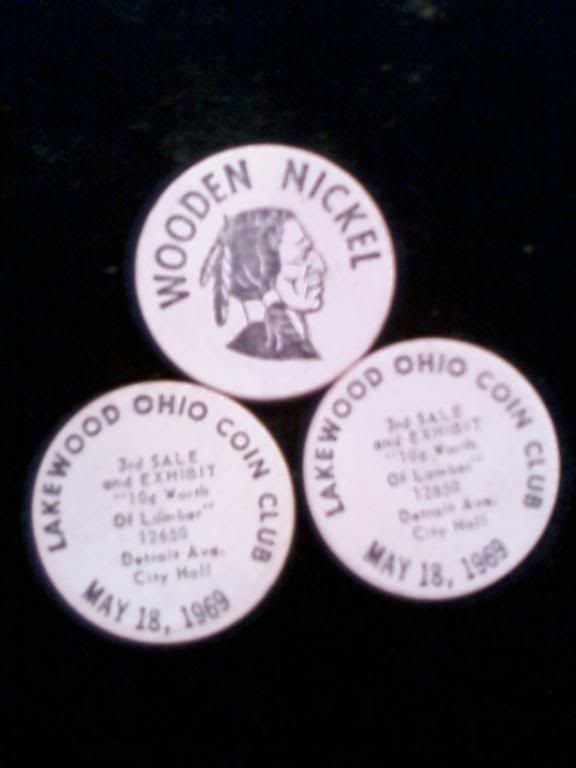 WOODEN NICKEL
LAKEWOOD OHIO COIN CLUB
3rd SALE
and EXHIBIT
"10¢ Worth
Of Lumber"
12650
Detroit Ave.
City Hall
MAY 18, 1969
LAKEWOOD OHIO COIN CLUB
3rd SALE
and EXHIBIT
"10¢ Worth
Of Lumber"
12650
Detroit Ave.
City Hall
MAY 18, 1969